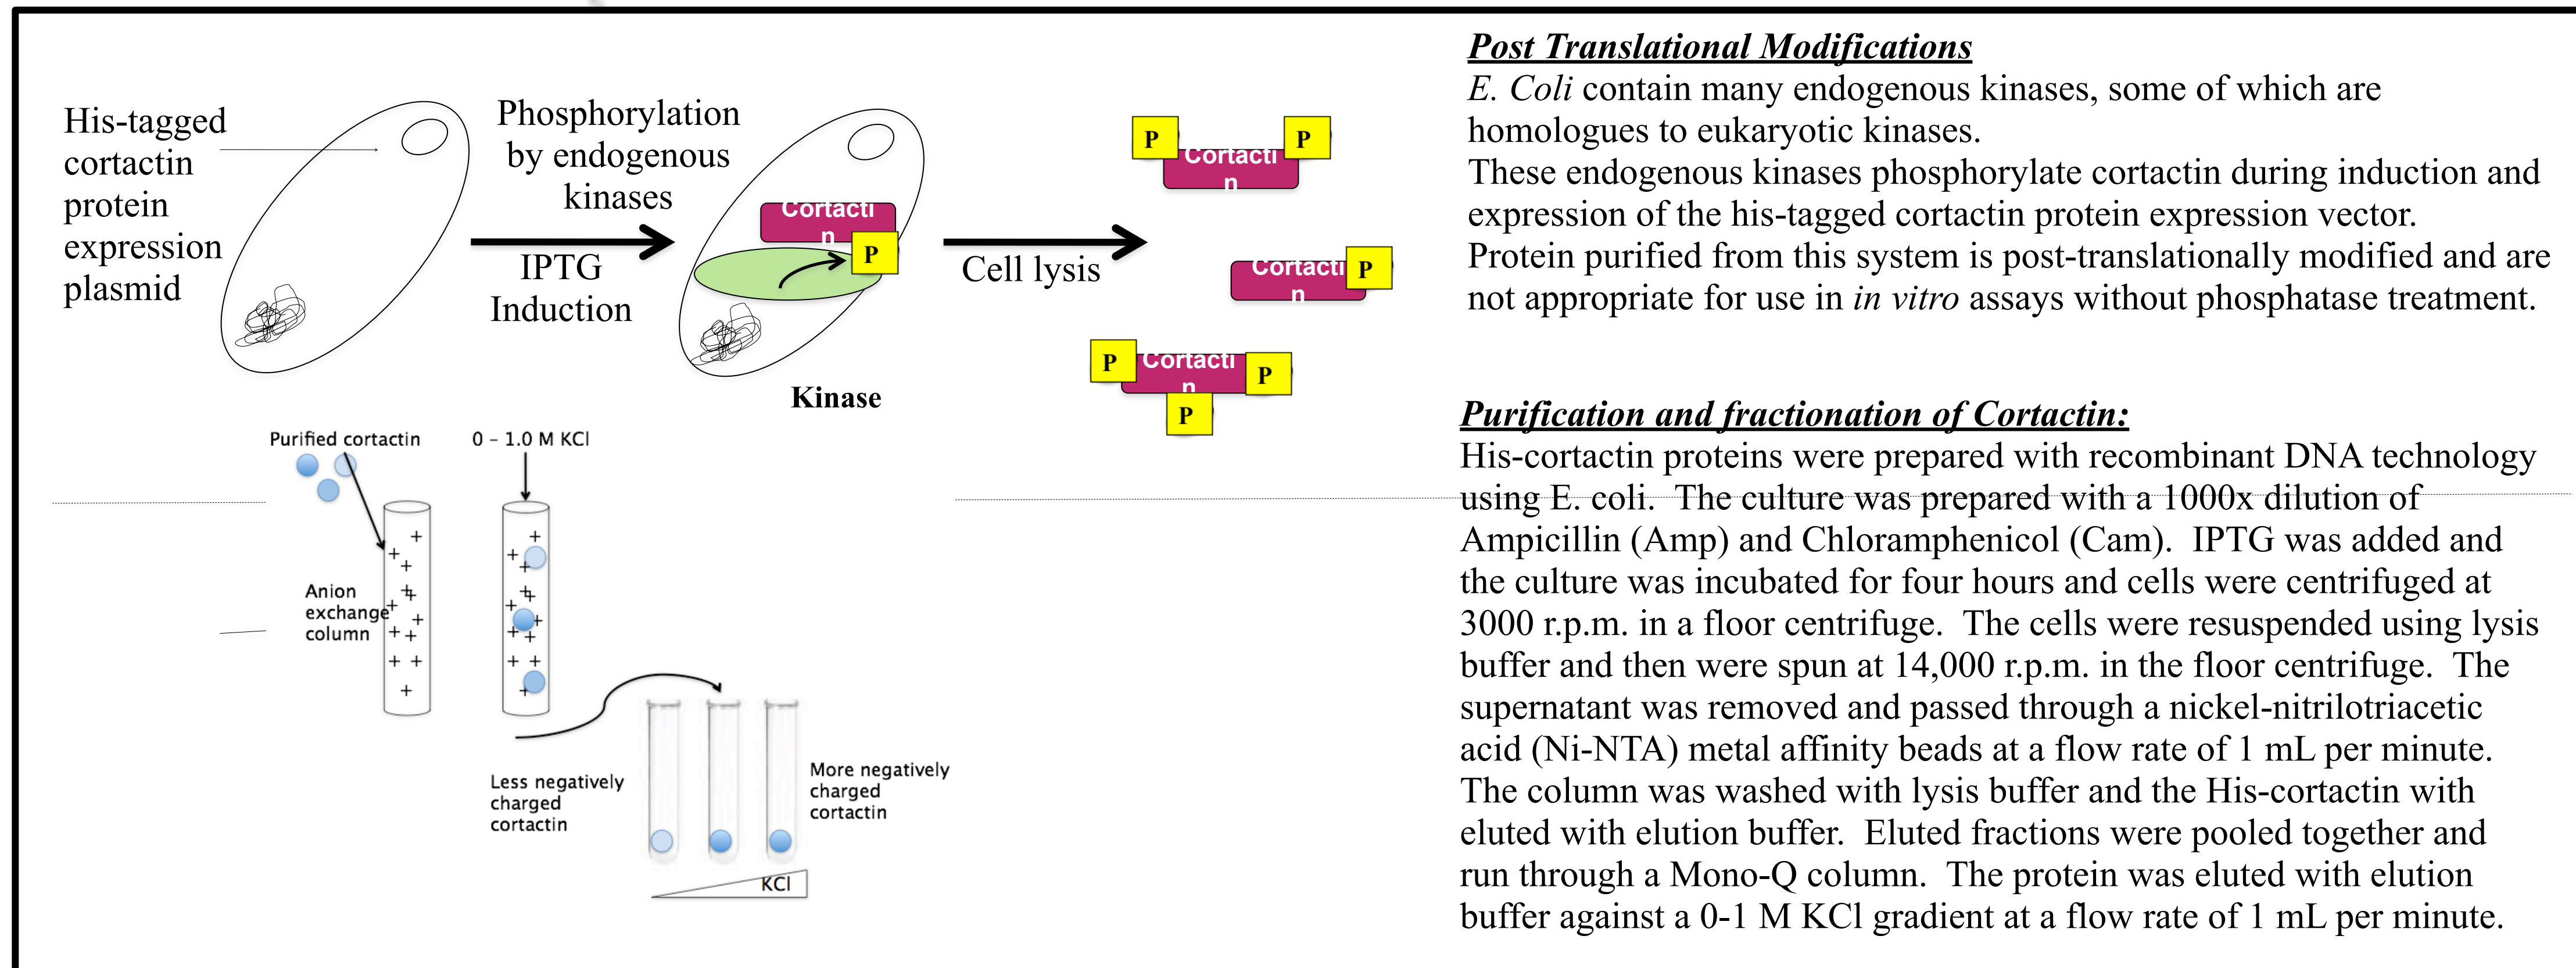 His-tagged
cortactin
protein
expression
plasmid
Phosphorylation
by endogenous
kinases
IPTG
Induction
Cortacti
n
P
Kinase
Cell lysis
P
P
Cortacti
n
Cortacti
n
P
P
Cortacti
n
P
P
Post Translational Modifications
E. Coli contain many endogenous kinases, some of which are
homologues to eukaryotic kinases.
These endogenous kinases phosphorylate cortactin during induction and
expression of the his-tagged cortactin protein expression vector.
Protein purified from this system is post-translationally modified and are
not appropriate for use in in vitro assays without phosphatase treatment.
Purified cortactin
0 – 1.0 M KCl
Anion
exchange
column
+ + + + + + + + + + + + +
+ + + + + + + + + + + + +
Less negatively
charged
cortactin
More negatively
charged
cortactin
KCl
Purification and fractionation of Cortactin:
His-cortactin proteins were prepared with recombinant DNA technology
using E. coli.  The culture was prepared with a 1000x dilution of
Ampicillin (Amp) and Chloramphenicol (Cam).  IPTG was added and
the culture was incubated for four hours and cells were centrifuged at
3000 r.p.m. in a floor centrifuge.  The cells were resuspended using lysis
buffer and then were spun at 14,000 r.p.m. in the floor centrifuge.  The
supernatant was removed and passed through a nickel-nitrilotriacetic
acid (Ni-NTA) metal affinity beads at a flow rate of 1 mL per minute.
The column was washed with lysis buffer and the His-cortactin with
eluted with elution buffer.  Eluted fractions were pooled together and
run through a Mono-Q column.  The protein was eluted with elution
buffer against a 0-1 M KCl gradient at a flow rate of 1 mL per minute.